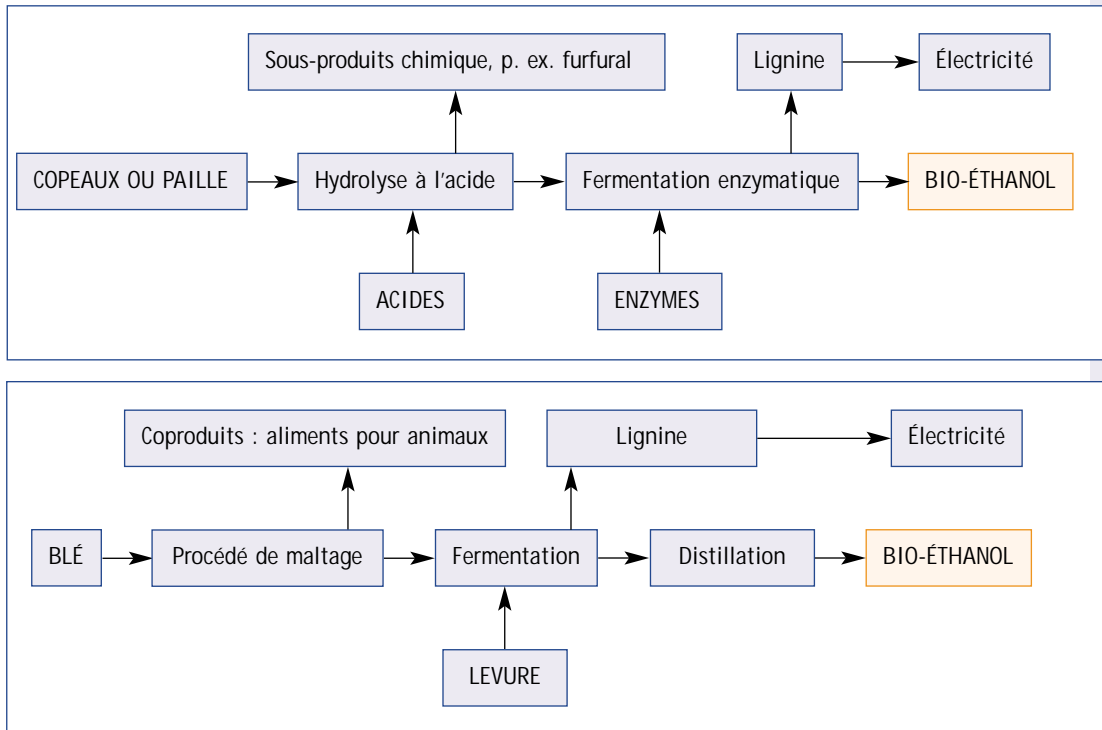 Sous-produits chimique, p. ex. furfural
Lignine
Électricité
COPEAUX OU PAILLE
Hydrolyse à l'acide
Fermentation enzymatique
BIO-ÉTHANOL
ACIDES
ENZYMES
Coproduits : aliments pour animaux
Lignine
Électricité
BLÉ
Procédé de maltage
Fermentation
Distillation
BIO-ÉTHANOL
LEVURE